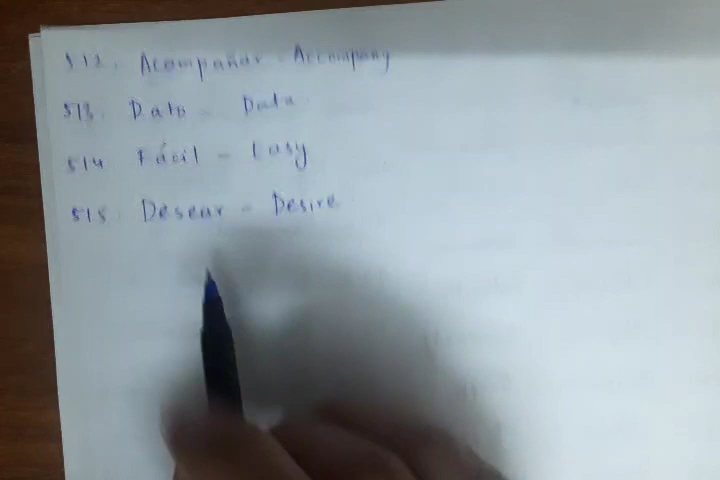 512. Acompañar - Accompany
513. Dato - Data.
514 Fácil - Easy
515. Desear - Desire